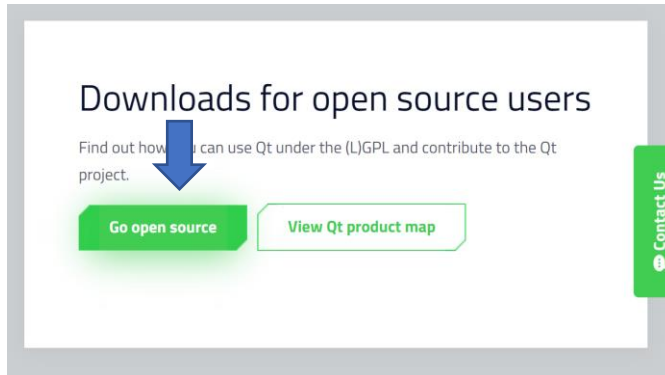 Downloads for open source users
Find out how can use Qt under the (L)GPL and contribute to the Qt
project.
Go open source
View Qt product map
Contact Us